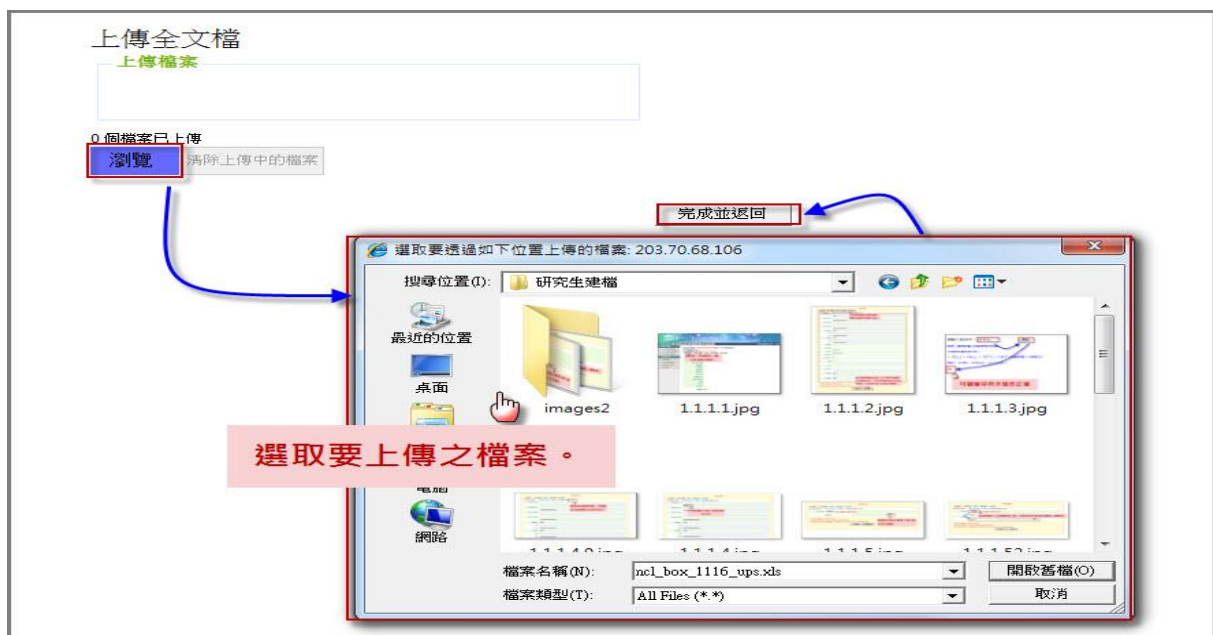 上傳全文檔
上傳檔案
0 個檔案已上傳
瀏覽
清除上傳中的檔案
完成並返回
選取要透過如下位置上傳的檔案: 203.70.68.106
搜尋位置(I):
研究生建檔
最近的位置
桌面
images2
1.1.1.1.jpg
1.1.1.2.jpg
1.1.1.3.jpg
選取要上傳之檔案。
電腦
網路
檔案名稱(N):
ncl_box_1116_ups.xls
開啟舊檔(O)
檔案類型(T):
All Files (*.*)
取消